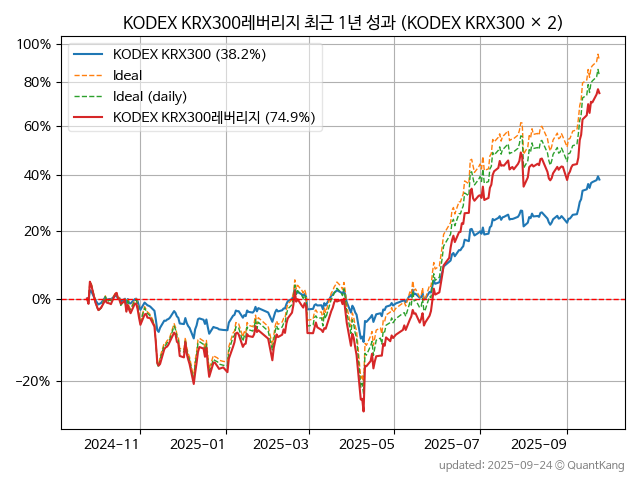 KODEX KRX300레버리지 최근 1년 성과 (KODEX KRX300 × 2)
100%
80%
60%
40%
20%
0%
−20%
KODEX KRX300 (38.2%)
Ideal
Ideal (daily)
KODEX KRX300레버리지 (74.9%)
2024-11
2025-01
2025-03
2025-05
2025-07
2025-09
updated: 2025-09-24 © QuantKang